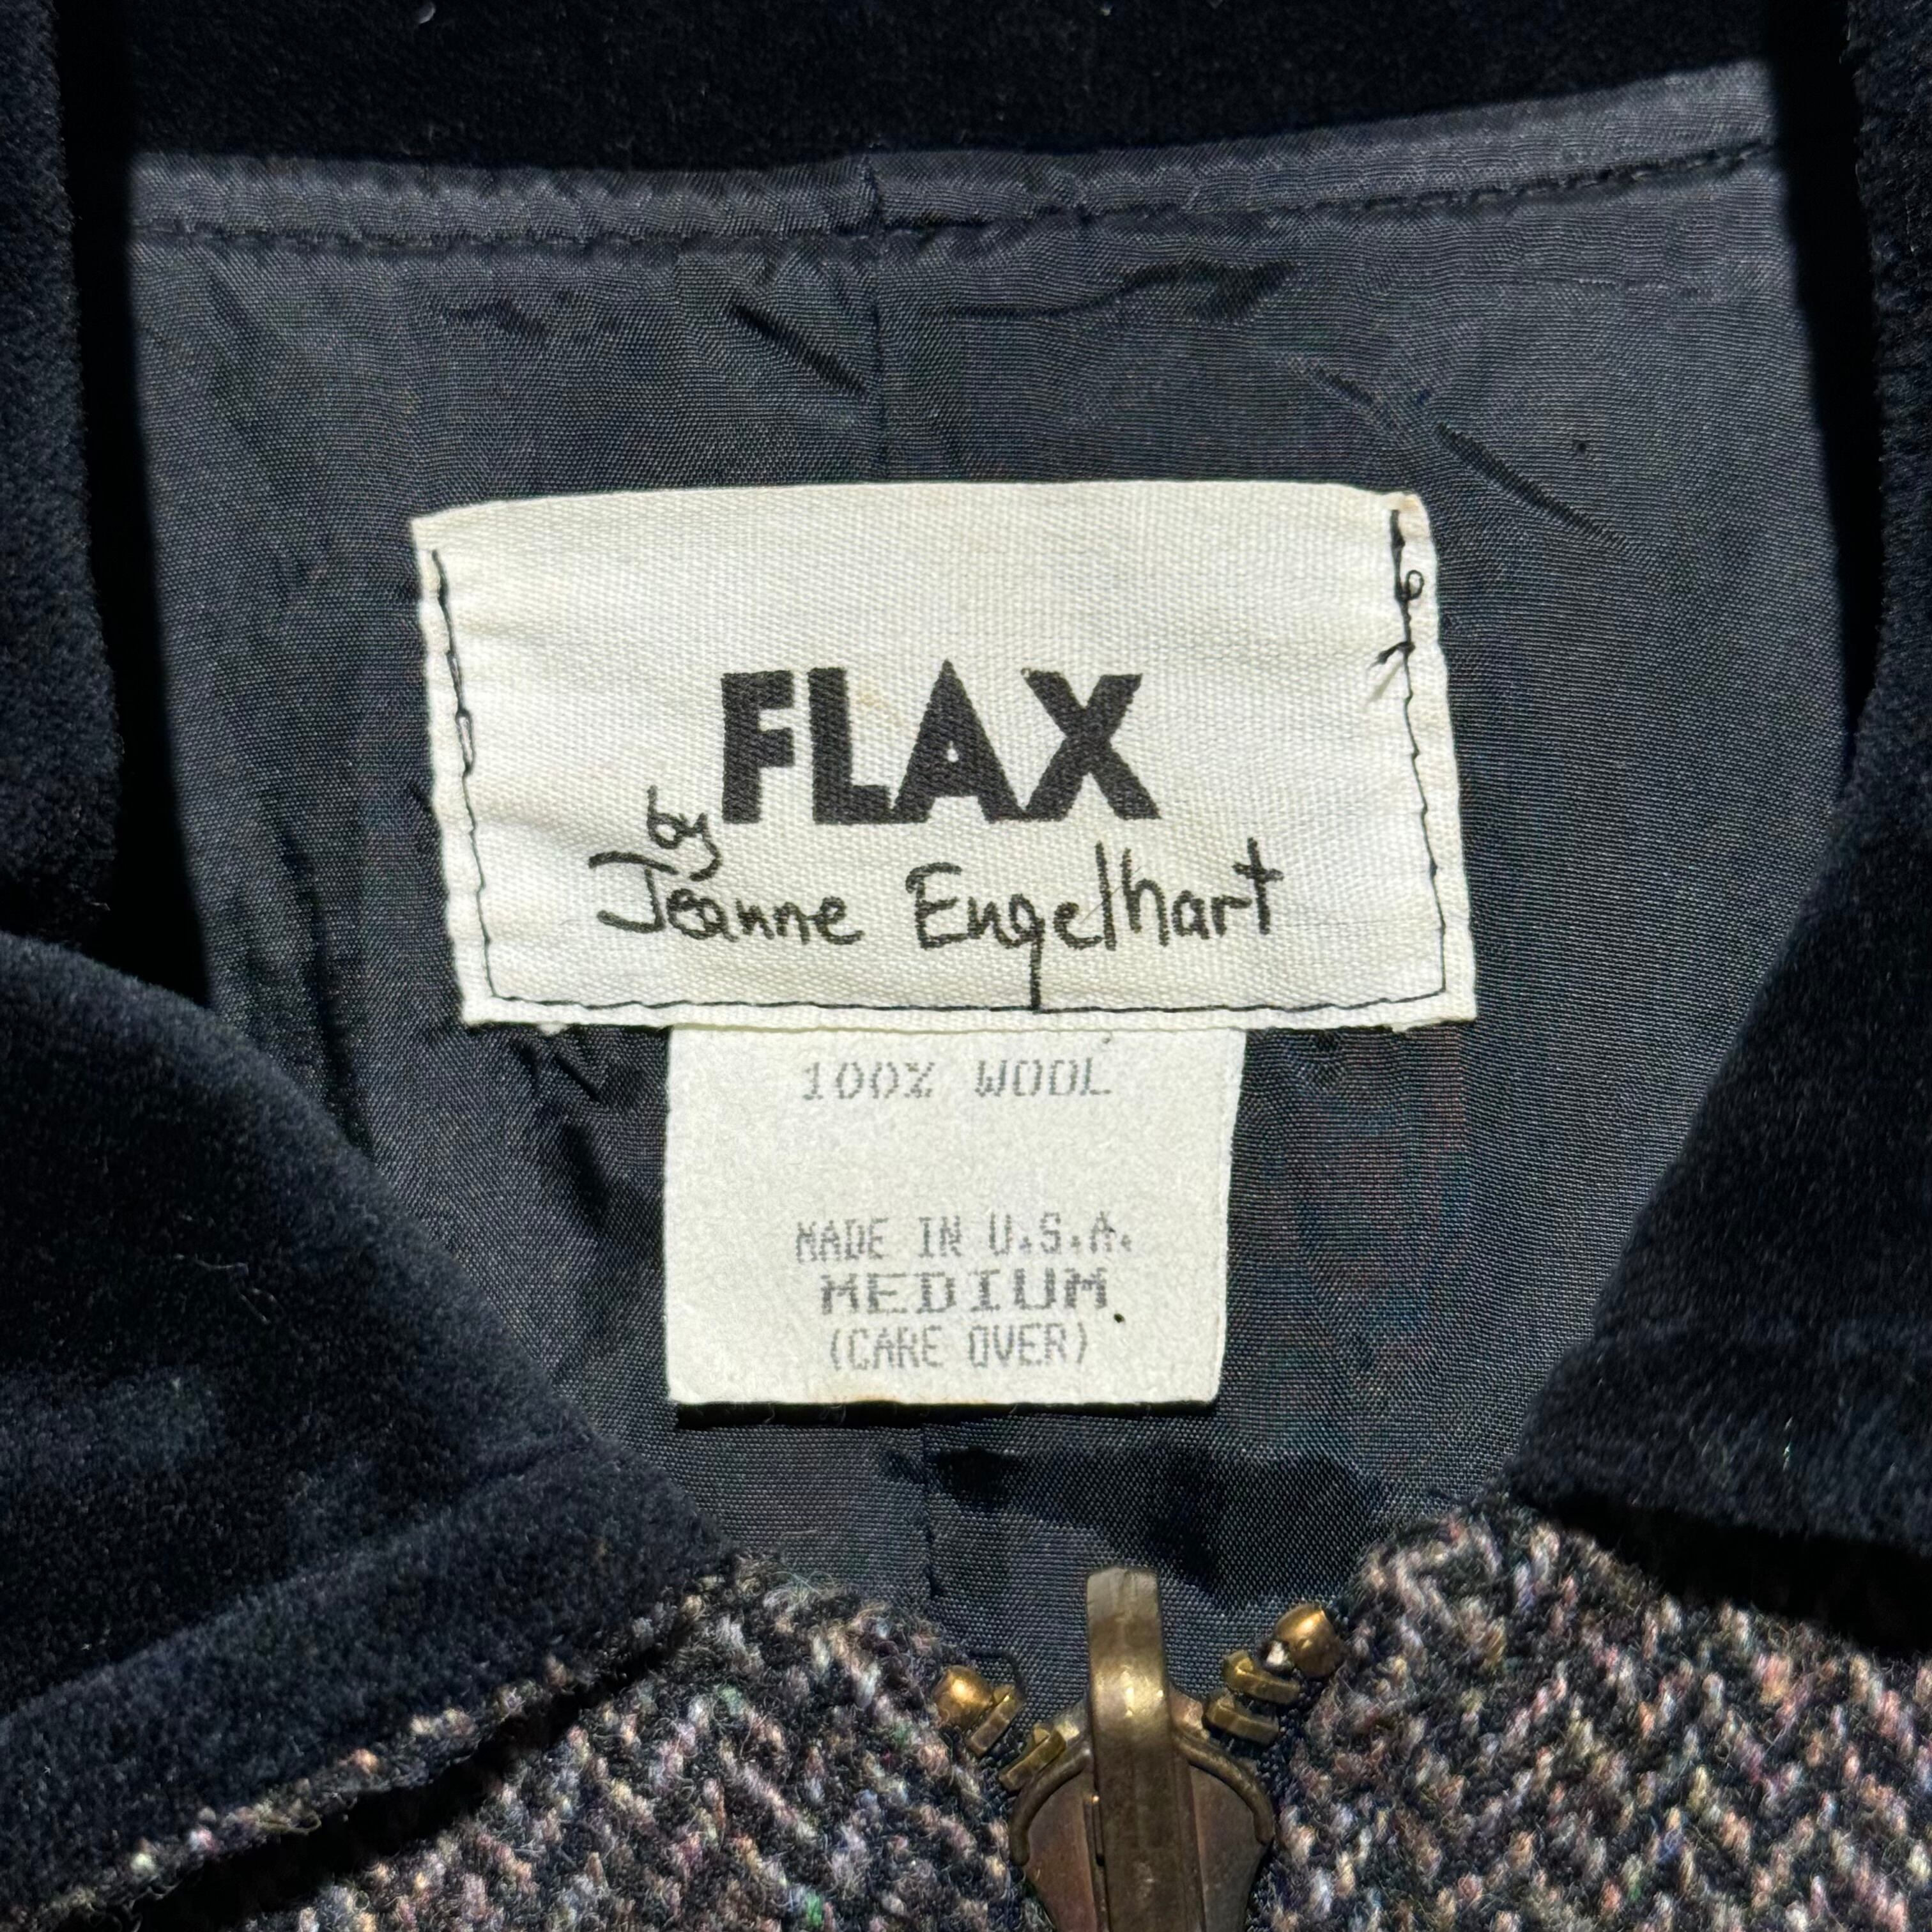 FLAX
by
Jeanne Engelhart
100% WOOL
MADE IN U.S.A.
MEDIUM
(CARE OVER)